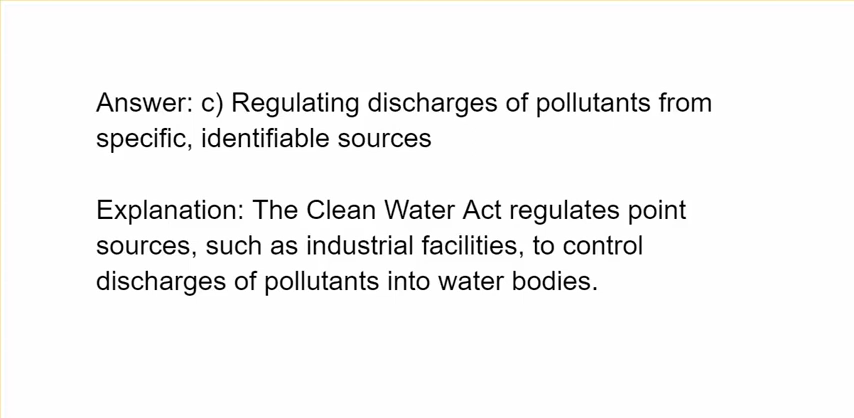 Answer: c) Regulating discharges of pollutants from
specific, identifiable sources
Explanation: The Clean Water Act regulates point
sources, such as industrial facilities, to control
discharges of pollutants into water bodies.